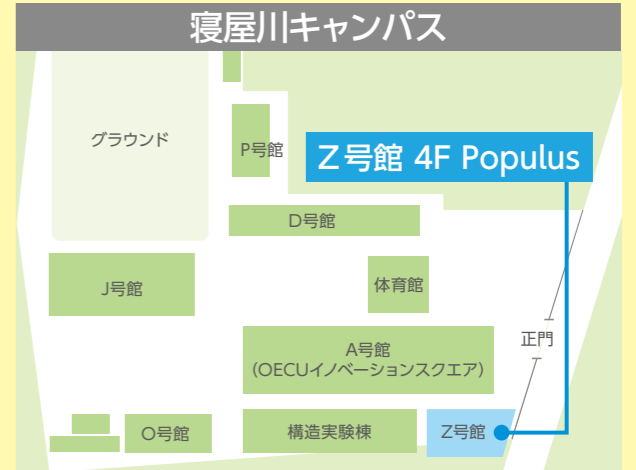 寝屋川キャンパス
グラウンド
P号館
Z号館 4F Populus
D号館
J号館
体育館
正門
A号館
(OECUイノベーションスクエア)
O号館
構造実験棟
Z号館